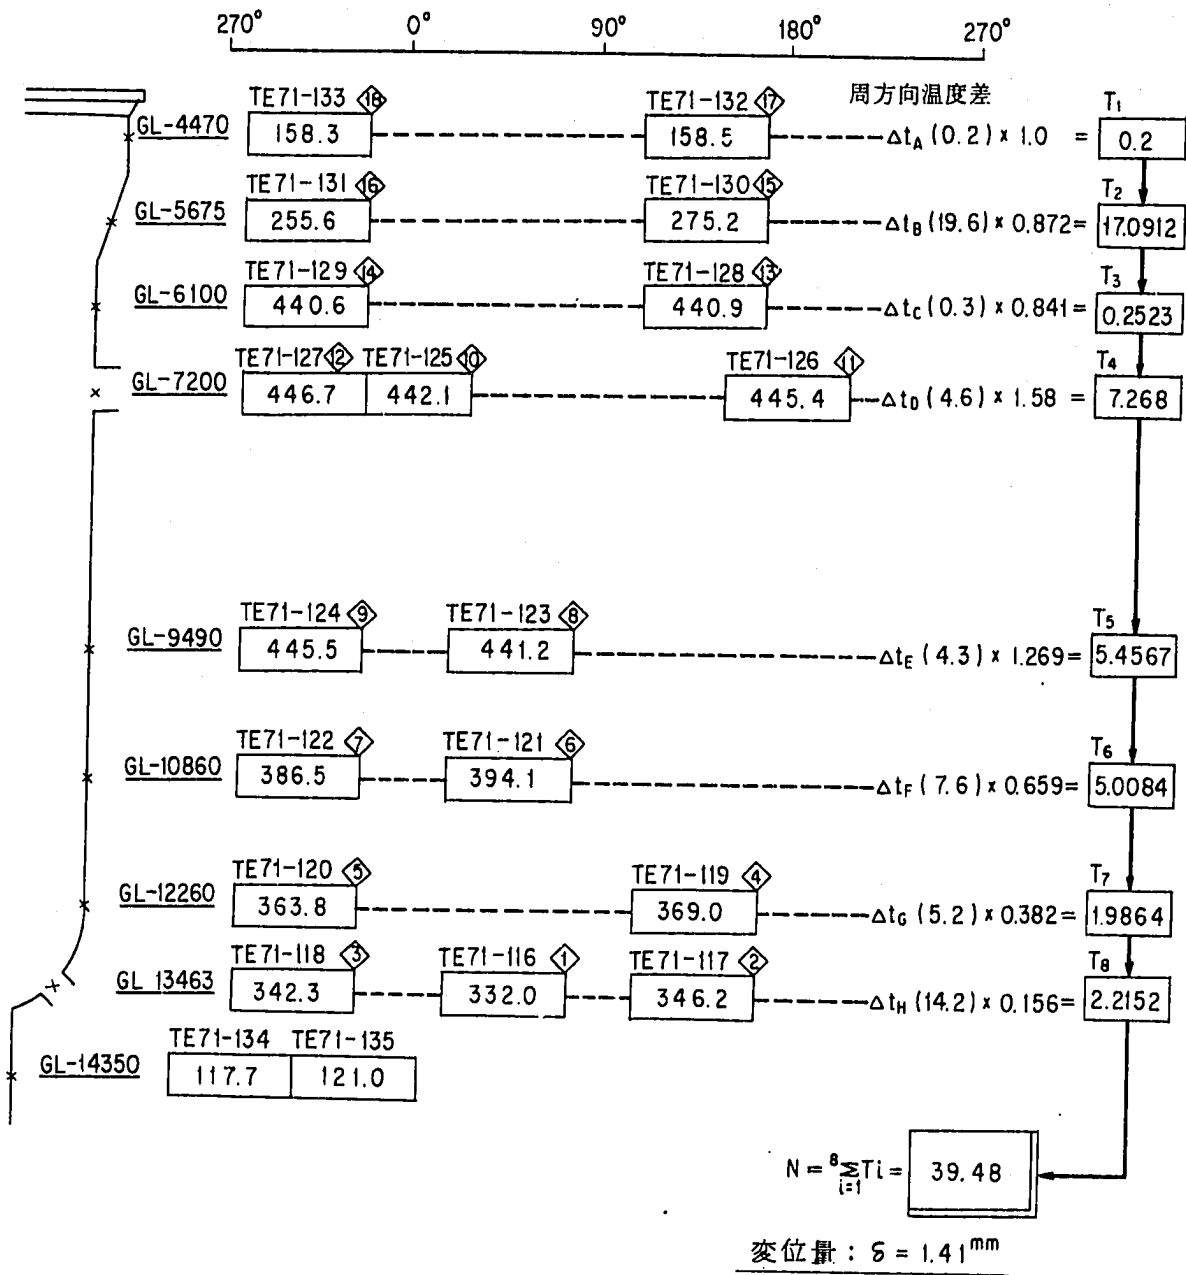 270° 0° 90° 180° 270°
周方向温度差
TE71-133 18 TE71-132 17 T1
GL-4470 158.3 158.5 Δt_A (0.2) × 1.0 = 0.2
TE71-131 16 TE71-130 15 T2
GL-5675 255.6 275.2 Δt_B (19.6) × 0.872= 17.0912
TE71-129 14 TE71-128 13 T3
GL-6100 440.6 440.9 Δt_C (0.3) × 0.841= 0.2523
TE71-127 12 TE71-125 10 TE71-126 11 T4
GL-7200 446.7 442.1 445.4 Δt_D (4.6) × 1.58 = 7.268
TE71-124 9 TE71-123 8 T5
GL-9490 445.5 441.2 Δt_E (4.3) × 1.269= 5.4567
TE71-122 7 TE71-121 6 T6
GL-10860 386.5 394.1 Δt_F (7.6) × 0.659= 5.0084
TE71-120 5 TE71-119 4 T7
GL-12260 363.8 369.0 Δt_G (5.2) × 0.382= 1.9864
TE71-118 3 TE71-116 1 TE71-117 2 T8
GL 13463 342.3 332.0 346.2 Δt_H (14.2) × 0.156= 2.2152
TE71-134 TE71-135
GL-14350 117.7 121.0
N = 8 Σ i=1 Ti = 39.48
変位量 : δ = 1.41 mm